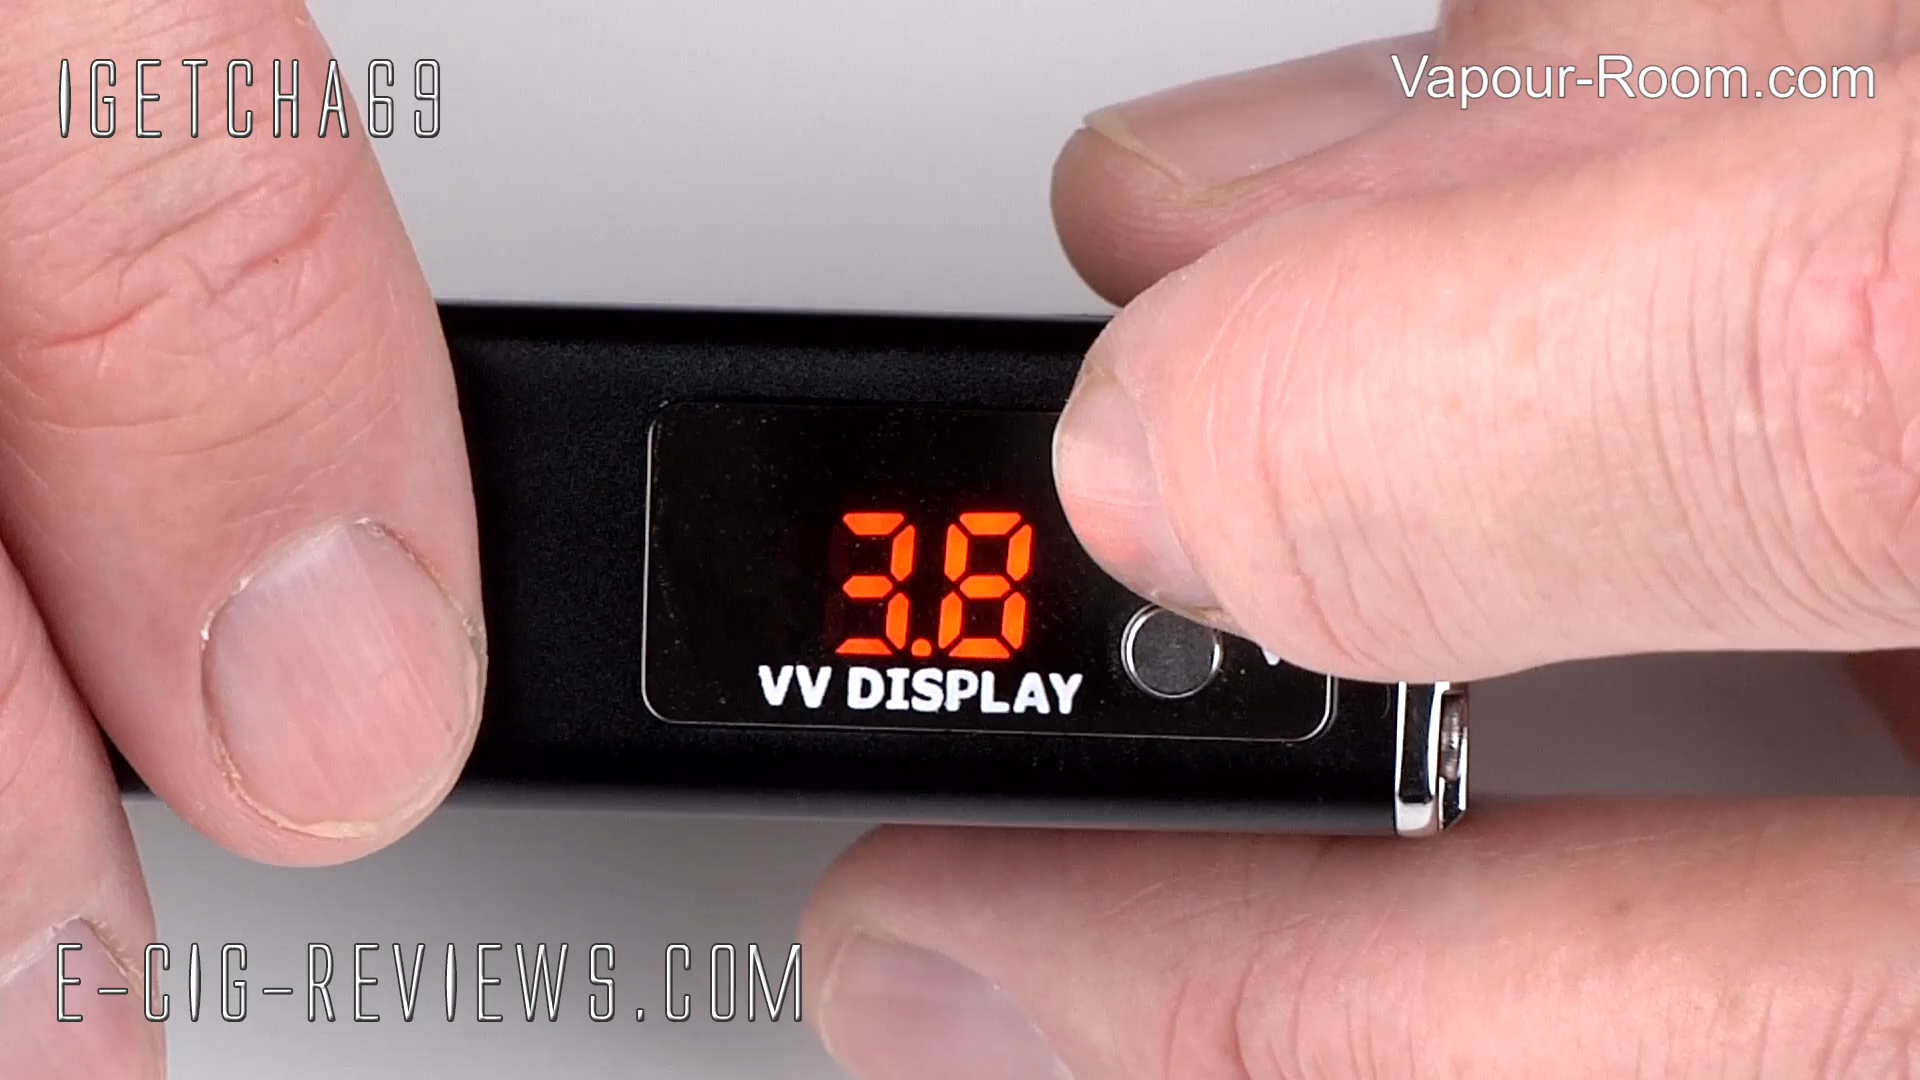 IGETCHA69
Vapour-Room.com
3.8
VV DISPLAY
E-CIG-REVIEWS.COM